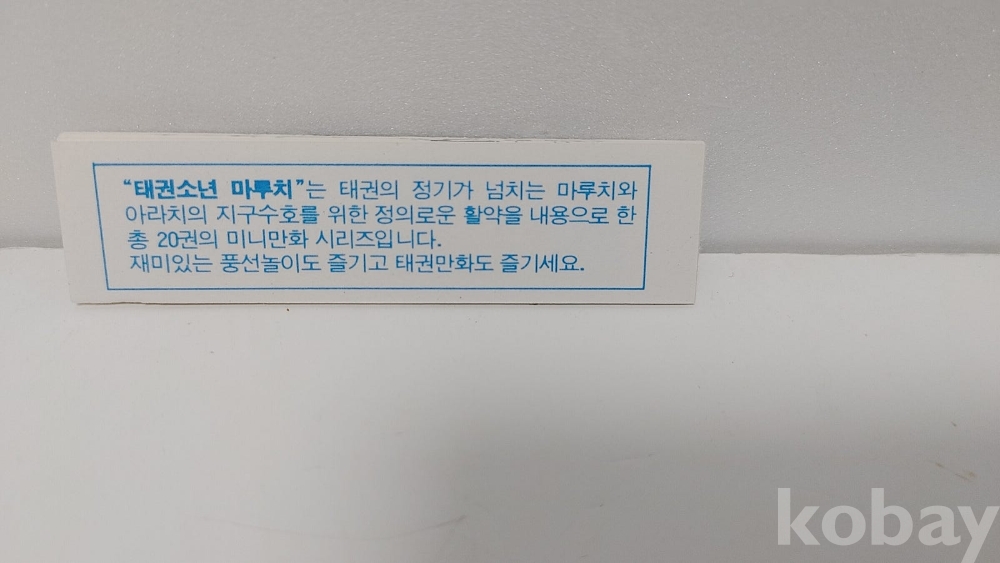 "태권소년 마루치"는 태권의 정기가 넘치는 마루치와
아라치의 지구수호를 위한 정의로운 활약을 내용으로 한
총 20권의 미니만화 시리즈입니다.
재미있는 풍선놀이도 즐기고 태권만화도 즐기세요.
kobay